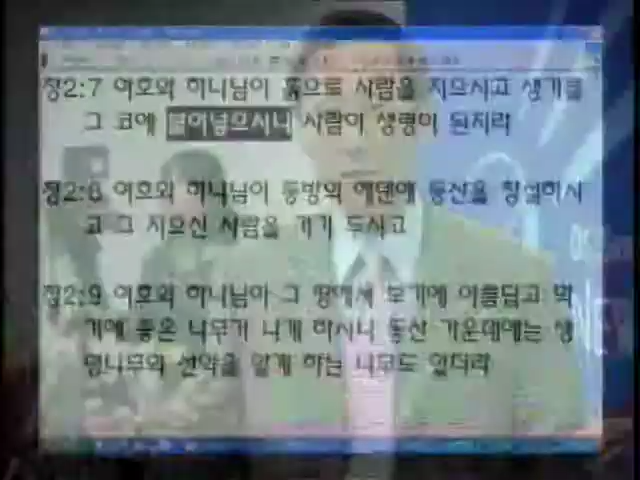 창2:7 여호와 하나님이 흙으로 사람을 지으시고 생기를
그 코에 불어넣으시니 사람이 생령이 된지라
창2:8 여호와 하나님이 동방의 에덴에 동산을 창설하시
고 그 지으신 사람을 거기 두시고
창2:9 여호와 하나님이 그 땅에서 보기에 아름답고 먹
기에 좋은 나무가 나게 하시니 동산 가운데에는 생
명나무와 선악을 알게 하는 나무도 있더라
NEW